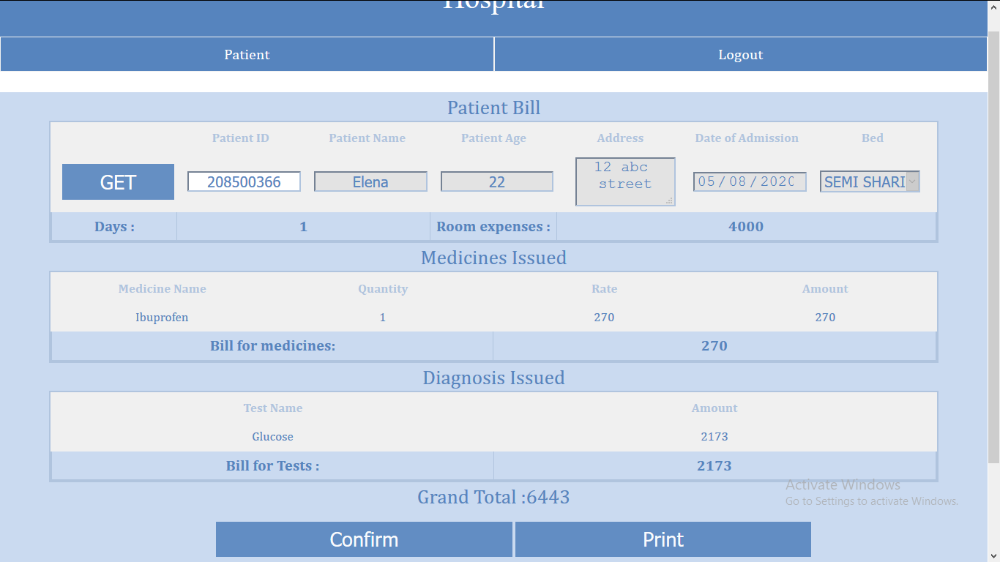 Hospital
Patient Logout
Patient Bill
Patient ID Patient Name Patient Age Address Date of Admission Bed
GET 208500366 Elena 22 12 abc 05/08/2020 SEMI SHARI
street
Days : 1 Room expenses : 4000
Medicines Issued
Medicine Name Quantity Rate Amount
Ibuprofen 1 270 270
Bill for medicines: 270
Diagnosis Issued
Test Name Amount
Glucose 2173
Bill for Tests : 2173
Activate Windows
Grand Total :6443
Go to Settings to activate Windows.
Confirm Print